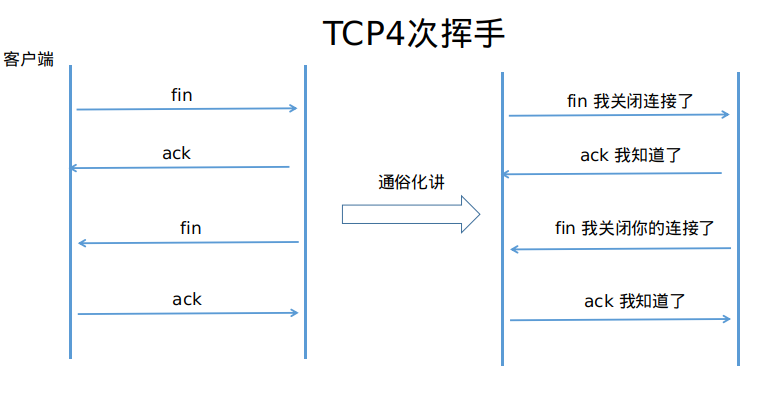 TCP4次挥手
客户端
fin
ack
fin
ack
通俗化讲
fin 我关闭连接了
ack 我知道了
fin 我关闭你的连接了
ack 我知道了